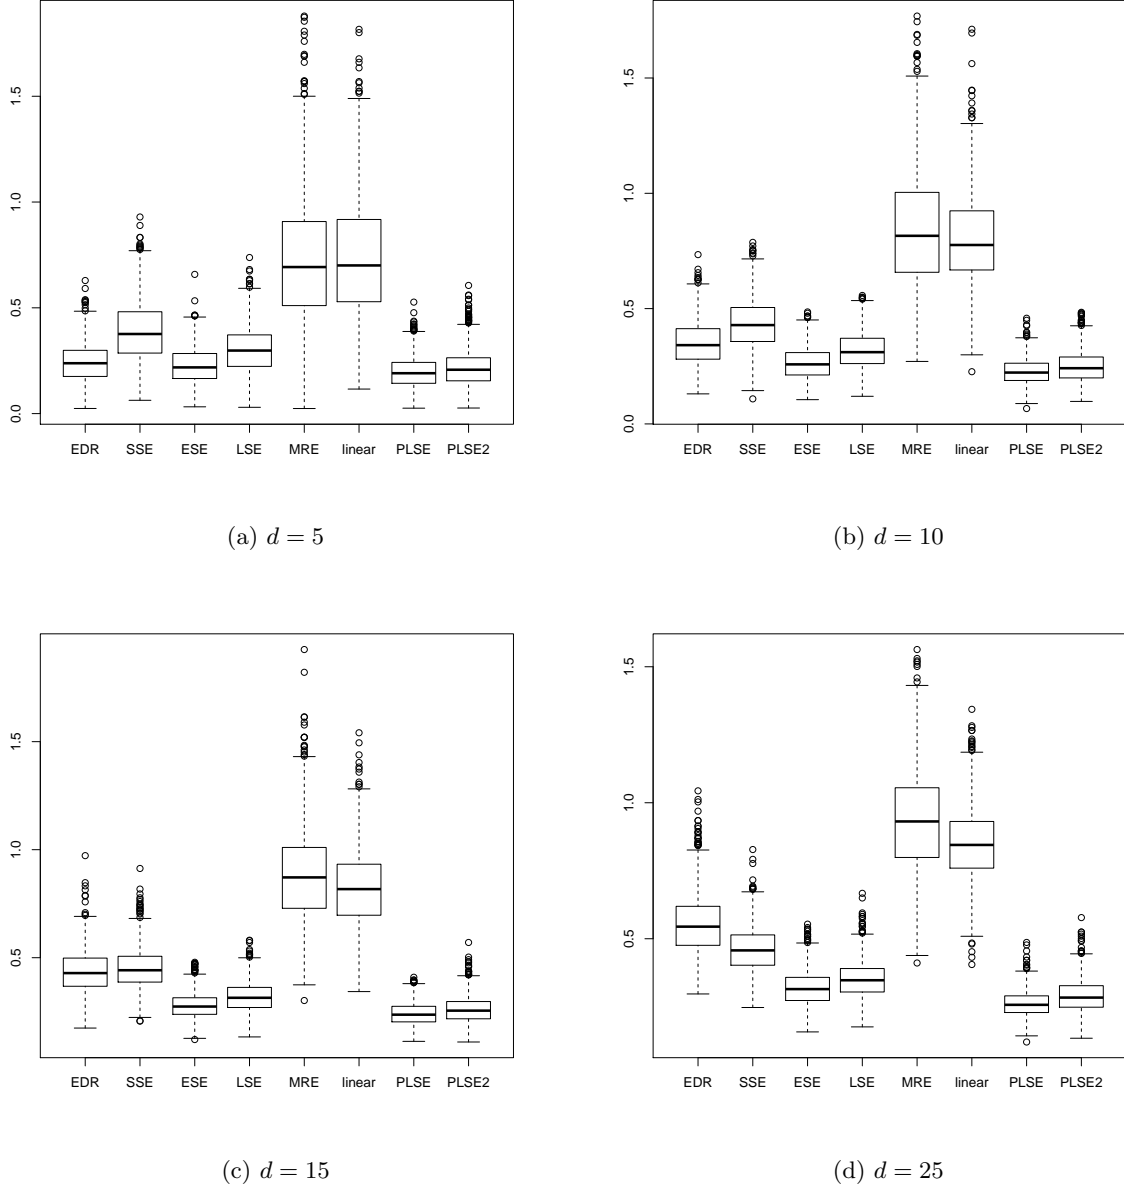 0.0 0.5 1.0 1.5
EDR SSE ESE LSE MRE linear PLSE PLSE2
(a) d = 5
0.0 0.5 1.0 1.5
EDR SSE ESE LSE MRE linear PLSE PLSE2
(b) d = 10
0.5 1.0 1.5
EDR SSE ESE LSE MRE linear PLSE PLSE2
(c) d = 15
0.5 1.0 1.5
EDR SSE ESE LSE MRE linear PLSE PLSE2
(d) d = 25